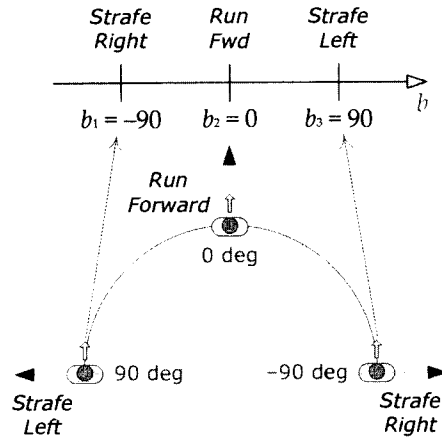 Strafe Right
Run Fwd
Strafe Left
b
b₁ = –90
b₂ = 0
b₃ = 90
Run Forward
0 deg
90 deg
–90 deg
Strafe Left
Strafe Right